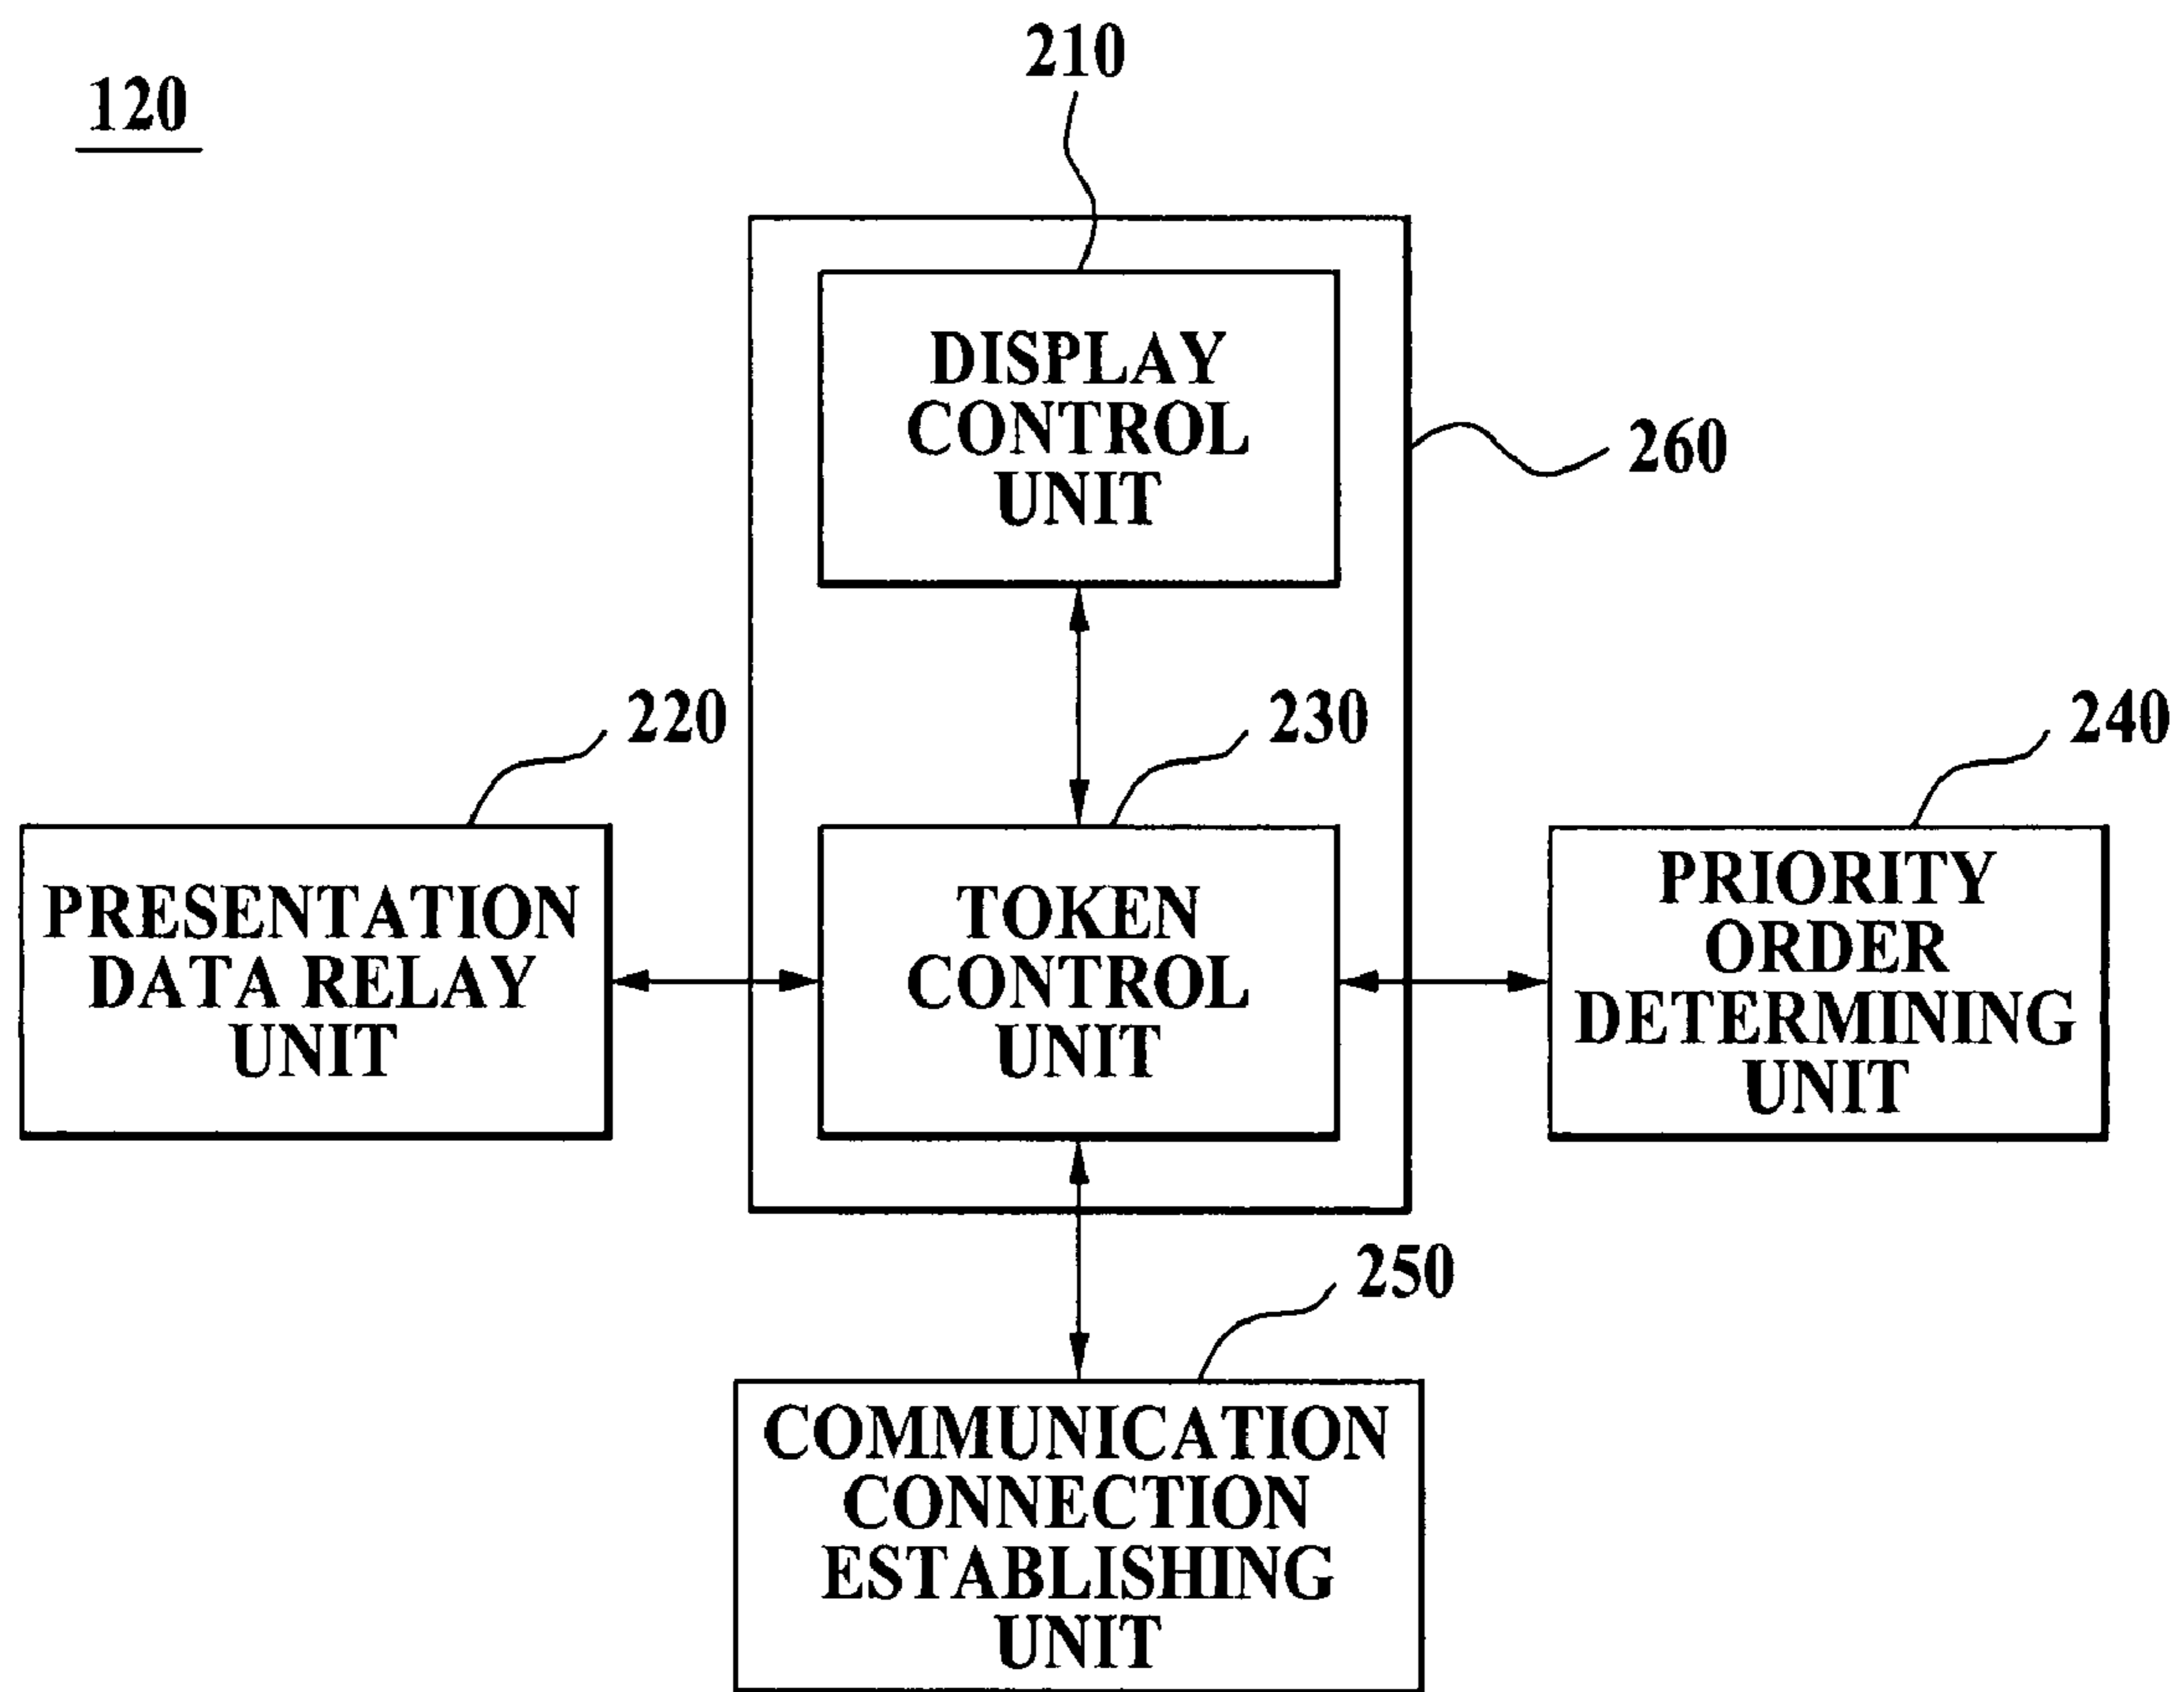 210
120
DISPLAY
CONTROL
UNIT
260
220
230
240
PRESENTATION
DATA RELAY
UNIT
TOKEN
CONTROL
UNIT
PRIORITY
ORDER
DETERMINING
UNIT
250
COMMUNICATION
CONNECTION
ESTABLISHING
UNIT